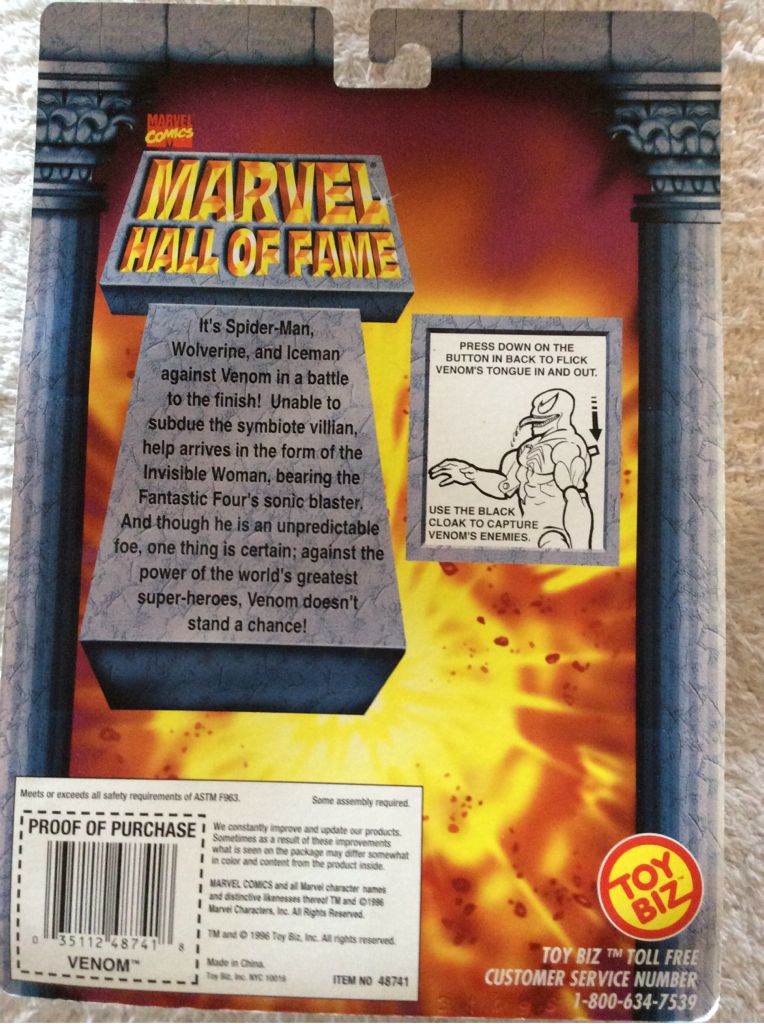 MARVEL
COMICS
MARVEL®
HALL OF FAME
It's Spider-Man,
Wolverine, and Iceman
against Venom in a battle
to the finish! Unable to
subdue the symbiote villian,
help arrives in the form of the
Invisible Woman, bearing the
Fantastic Four's sonic blaster.
And though he is an unpredictable
foe, one thing is certain; against the
power of the world's greatest
super-heroes, Venom doesn't
stand a chance!
PRESS DOWN ON THE
BUTTON IN BACK TO FLICK
VENOM'S TONGUE IN AND OUT.
USE THE BLACK
CLOAK TO CAPTURE
VENOM'S ENEMIES.
Meets or exceeds all safety requirements of ASTM F963.
Some assembly required.
PROOF OF PURCHASE
0 35112 48741 8
VENOM™
We constantly improve and update our products.
Sometimes as a result of these improvements
what is seen on the package may differ somewhat
in color and content from the product inside.
MARVEL COMICS and all Marvel character names
and distinctive likenesses thereof TM and ©1996
Marvel Characters, Inc. All Rights Reserved.
TM and © 1996 Toy Biz, Inc. All rights reserved.
Made in China.
Toy Biz, Inc. NYC 10016
ITEM NO 48741
TOY
BIZ
TOY BIZ ™ TOLL FREE
CUSTOMER SERVICE NUMBER
1-800-634-7539